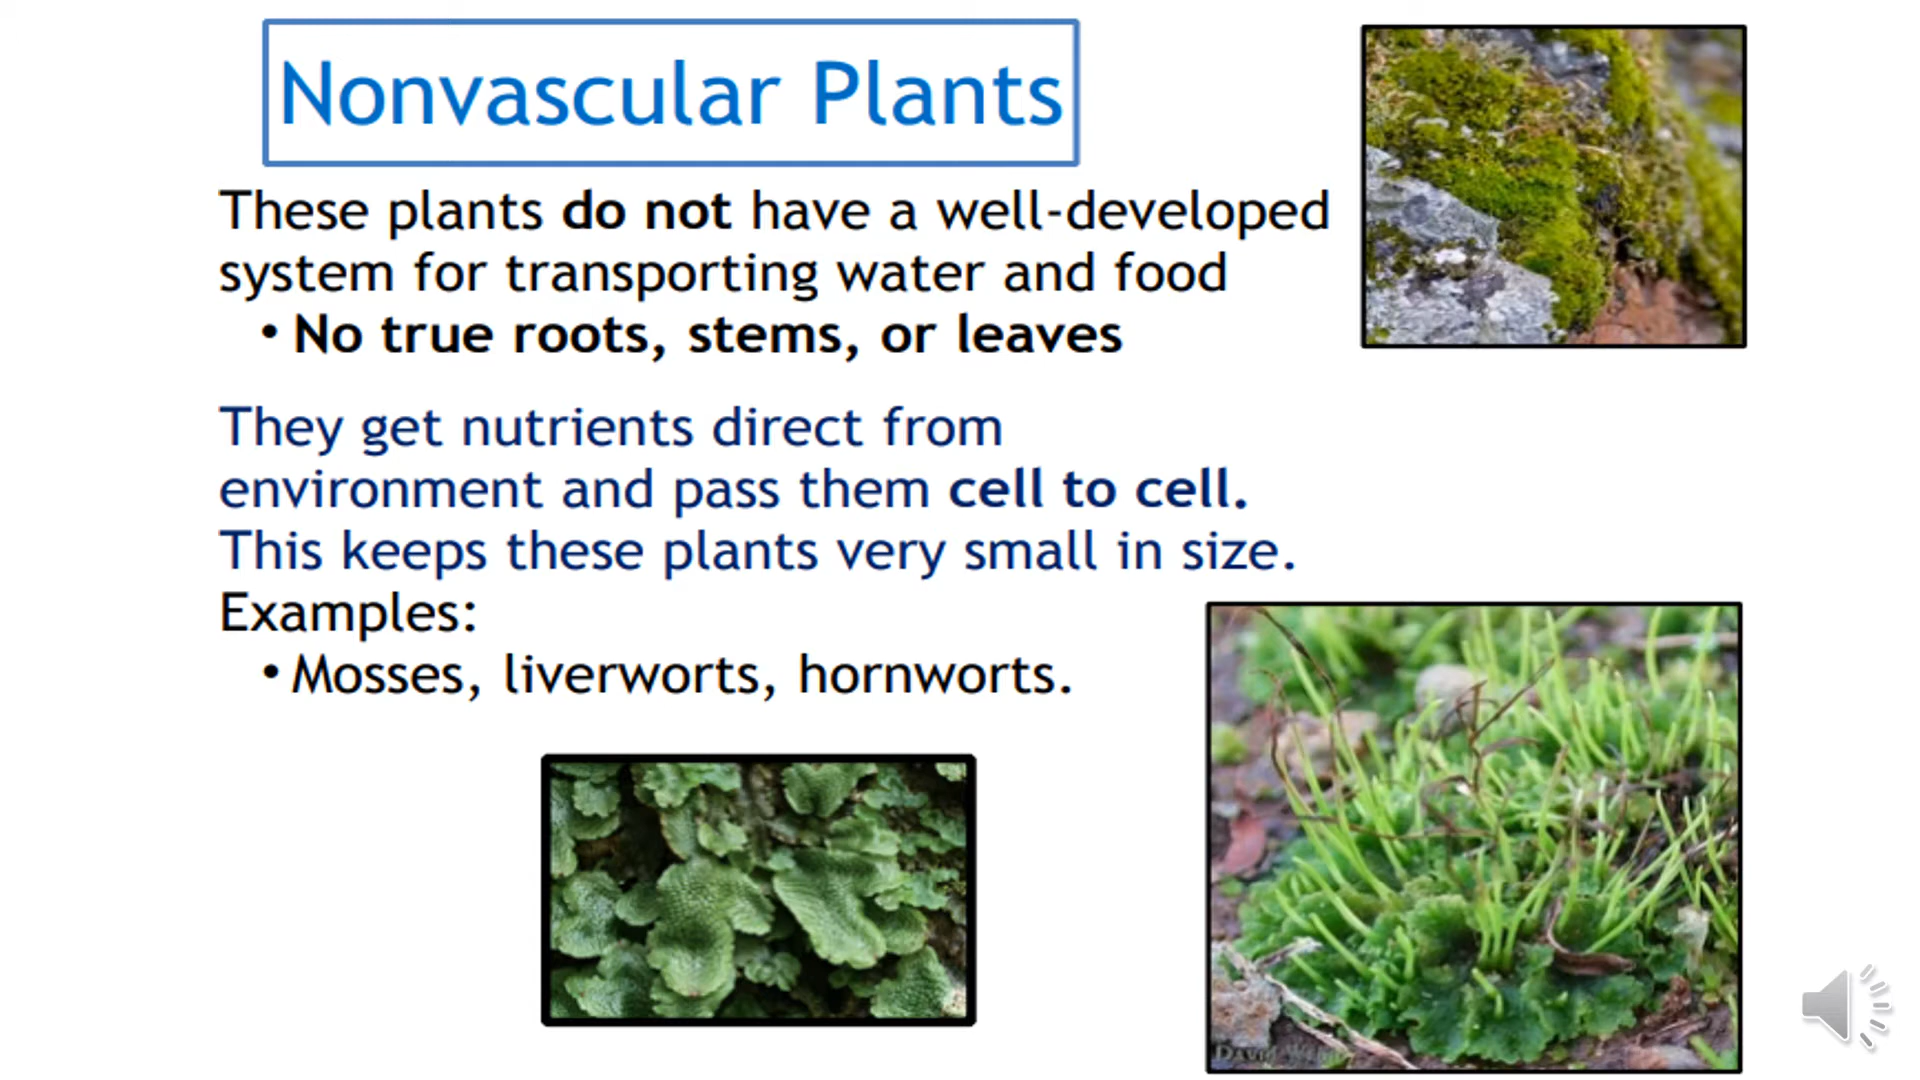 Nonvascular Plants
These plants do not have a well-developed
system for transporting water and food
• No true roots, stems, or leaves
They get nutrients direct from
environment and pass them cell to cell.
This keeps these plants very small in size.
Examples:
• Mosses, liverworts, hornworts.
David